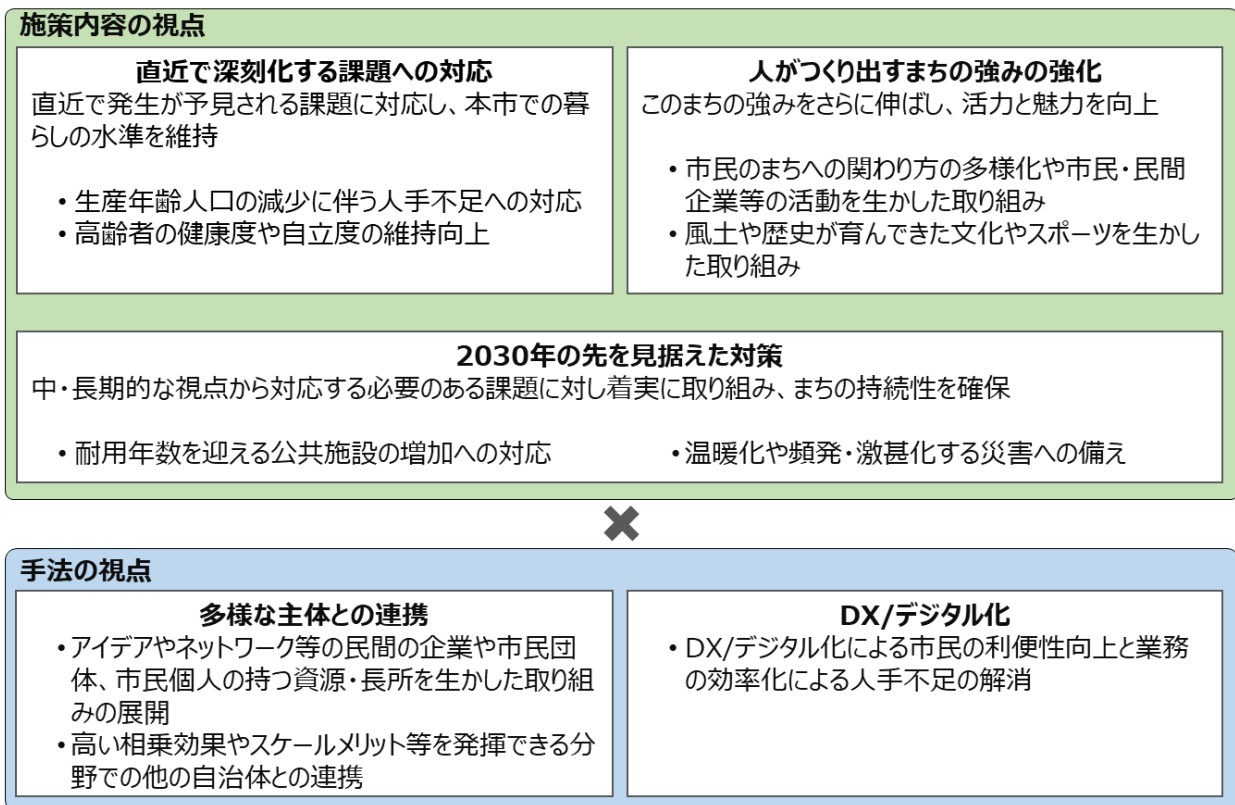 施策内容の視点
直近で深刻化する課題への対応
直近で発生が予見される課題に対応し、本市での暮
らしの水準を維持
・生産年齢人口の減少に伴う人手不足への対応
・高齢者の健康度や自立度の維持向上
人がつくり出すまちの強みの強化
このまちの強みをさらに伸ばし、活力と魅力を向上
・市民のまちへの関わり方の多様化や市民・民間
企業等の活動を生かした取り組み
・風土や歴史が育んできた文化やスポーツを生かし
た取り組み
2030年の先を見据えた対策
中・長期的な視点から対応する必要のある課題に対し着実に取り組み、まちの持続性を確保
・耐用年数を迎える公共施設の増加への対応
・温暖化や頻発・激甚化する災害への備え
✖
手法の視点
多様な主体との連携
・アイデアやネットワーク等の民間の企業や市民団
体、市民個人の持つ資源・長所を生かした取り組
みの展開
・高い相乗効果やスケールメリット等を発揮できる分
野での他の自治体との連携
DX/デジタル化
・DX/デジタル化による市民の利便性向上と業務
の効率化による人手不足の解消